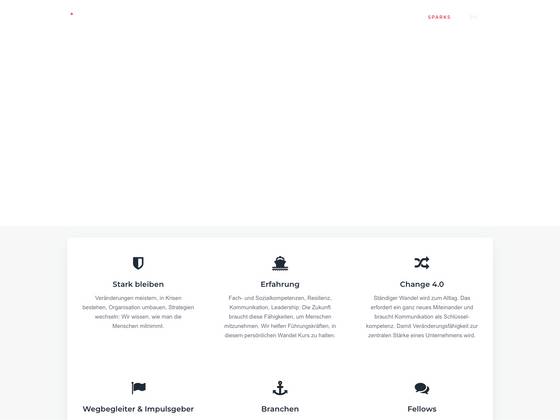 SPARKS
Stark bleiben
Veränderungen meistern, in Krisen
bestehen, Organisation umbauen, Strategien
wechseln: Wir wissen, wie man die
Menschen mitnimmt.
Erfahrung
Fach- und Sozialkompetenzen, Resilienz,
Kommunikation, Leadership: Die Zukunft
braucht diese Fähigkeiten, um Menschen
mitzunehmen. Wir helfen Führungskräften, in
diesem persönlichen Wandel Kurs zu halten.
Change 4.0
Ständiger Wandel wird zum Alltag. Das
erfordert ein ganz neues Miteinander und
braucht Kommunikation als Schlüssel-
kompetenz. Damit Veränderungsfähigkeit zur
zentralen Stärke eines Unternehmens wird.
Wegbegleiter & Impulsgeber
Branchen
Fellows